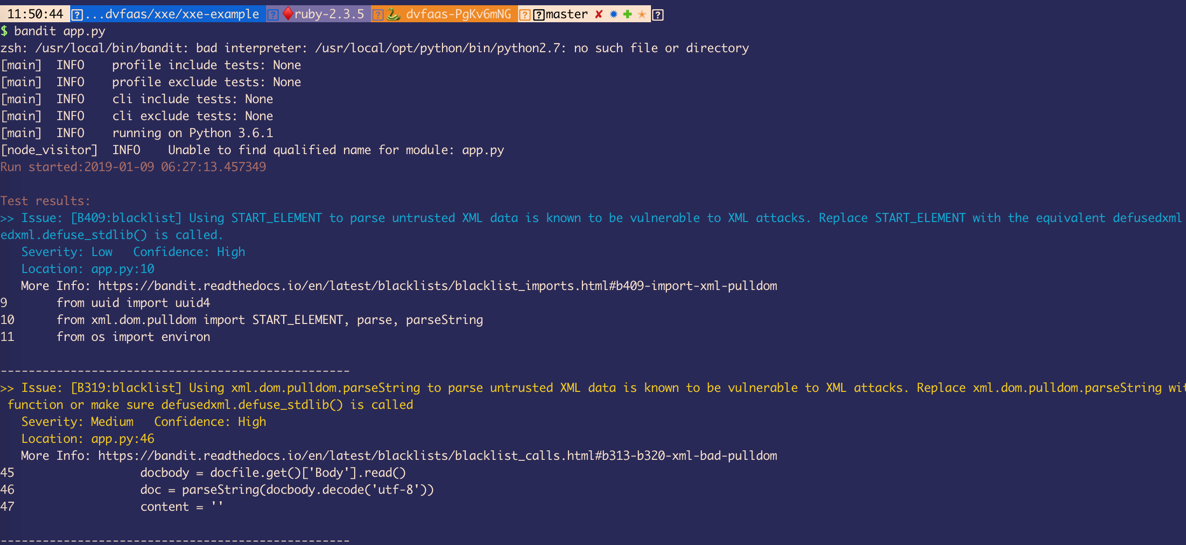 11:50:44 ...dvfaas/xxe/xxe-example ruby-2.3.5 dvfaas-PgKv6mNG master ✘
$ bandit app.py
zsh: /usr/local/bin/bandit: bad interpreter: /usr/local/opt/python/bin/python2.7: no such file or directory
[main]  INFO    profile include tests: None
[main]  INFO    profile exclude tests: None
[main]  INFO    cli include tests: None
[main]  INFO    cli exclude tests: None
[main]  INFO    running on Python 3.6.1
[node_visitor]  INFO    Unable to find qualified name for module: app.py
Run started:2019-01-09 06:27:13.457349
Test results:
>> Issue: [B409:blacklist] Using START_ELEMENT to parse untrusted XML data is known to be vulnerable to XML attacks. Replace START_ELEMENT with the equivalent defusedxml
edxml.defuse_stdlib() is called.
Severity: Low   Confidence: High
Location: app.py:10
More Info: https://bandit.readthedocs.io/en/latest/blacklists/blacklist_imports.html#b409-import-xml-pulldom
9       from uuid import uuid4
10      from xml.dom.pulldom import START_ELEMENT, parse, parseString
11      from os import environ
--------------------------------------------------
>> Issue: [B319:blacklist] Using xml.dom.pulldom.parseString to parse untrusted XML data is known to be vulnerable to XML attacks. Replace xml.dom.pulldom.parseString wit
function or make sure defusedxml.defuse_stdlib() is called
Severity: Medium   Confidence: High
Location: app.py:46
More Info: https://bandit.readthedocs.io/en/latest/blacklists/blacklist_calls.html#b313-b320-xml-bad-pulldom
45                  docbody = docfile.get()['Body'].read()
46                  doc = parseString(docbody.decode('utf-8'))
47                  content = ''
--------------------------------------------------